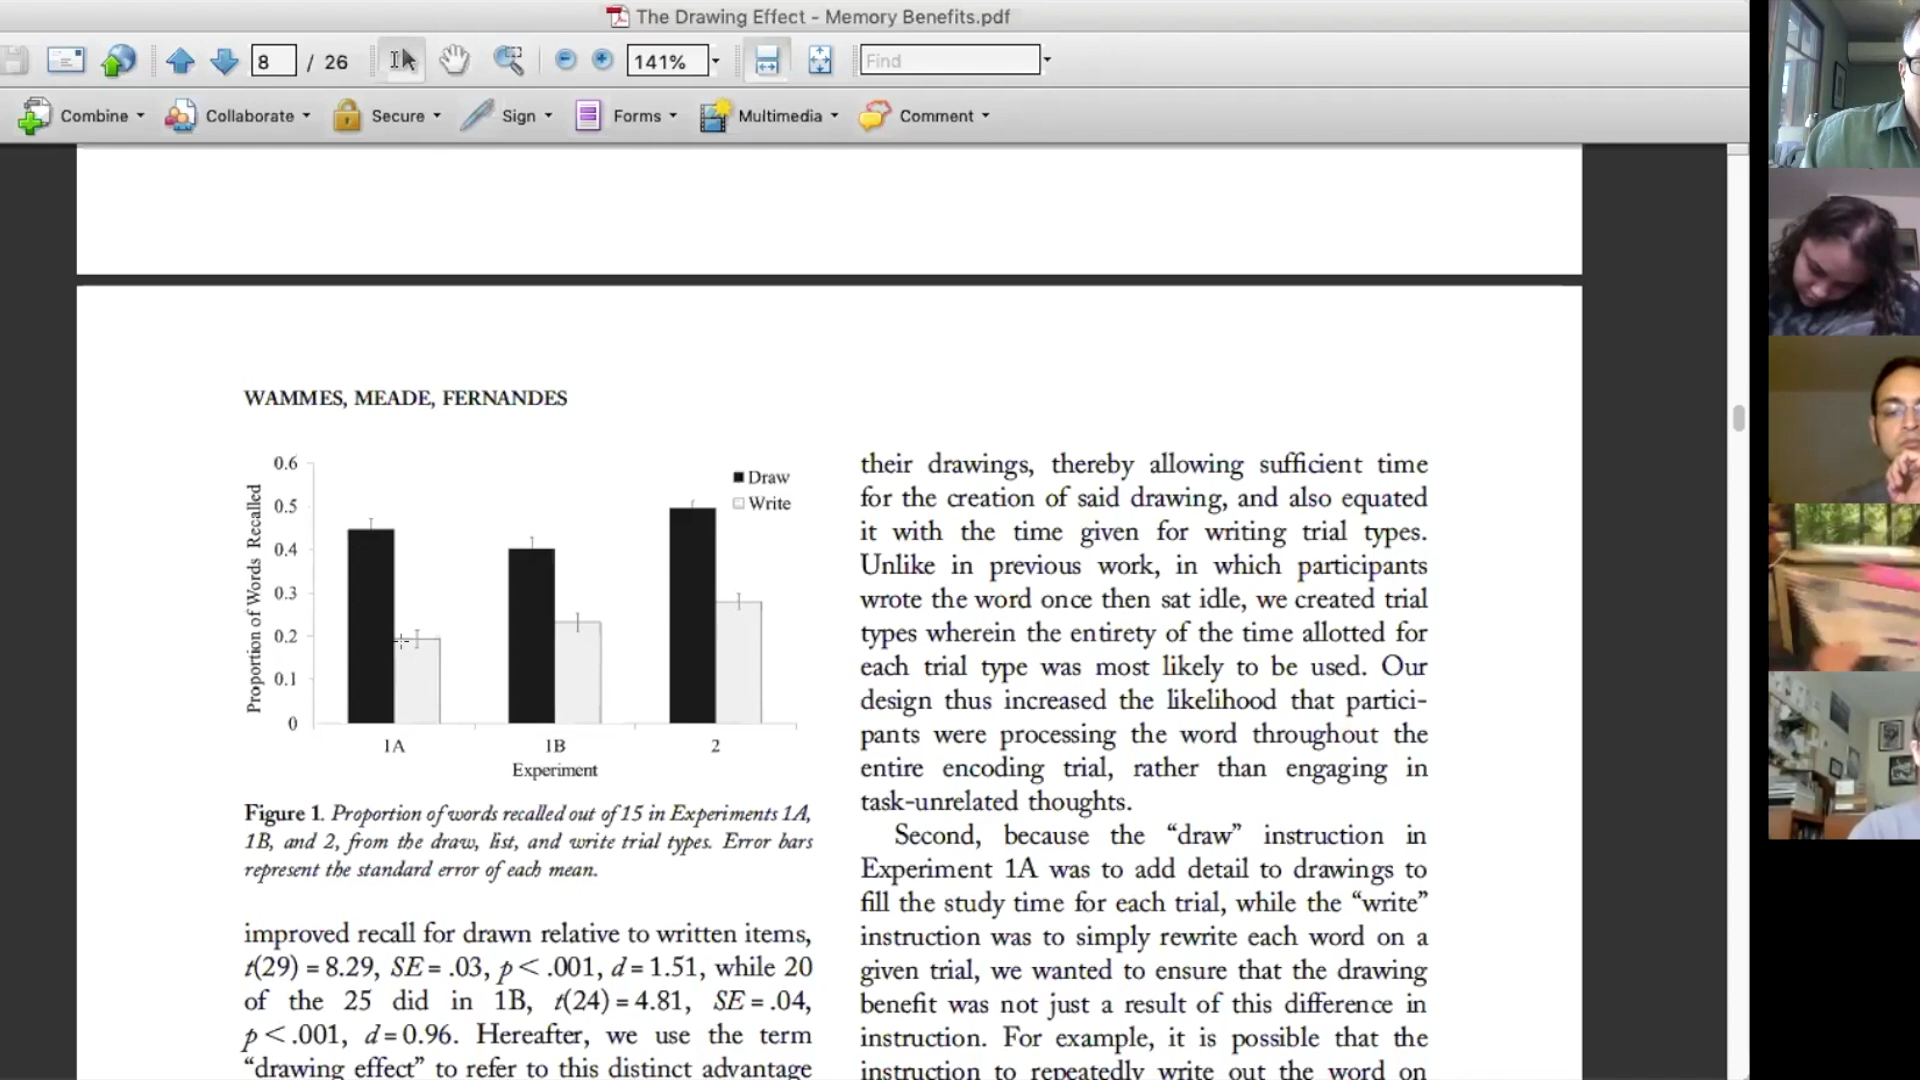 The Drawing Effect - Memory Benefits.pdf
8 / 26 141% Find
Combine Collaborate Secure Sign Forms Multimedia Comment
WAMMES, MEADE, FERNANDES
0.6
0.5
0.4
0.3
0.2
0.1
0
Proportion of Words Recalled
Draw
Write
1A 1B 2
Experiment
Figure 1. Proportion of words recalled out of 15 in Experiments 1A,
1B, and 2, from the draw, list, and write trial types. Error bars
represent the standard error of each mean.
improved recall for drawn relative to written items,
t(29) = 8.29, SE = .03, p < .001, d = 1.51, while 20
of the 25 did in 1B, t(24) = 4.81, SE = .04,
p < .001, d = 0.96. Hereafter, we use the term
“drawing effect” to refer to this distinct advantage
their drawings, thereby allowing sufficient time
for the creation of said drawing, and also equated
it with the time given for writing trial types.
Unlike in previous work, in which participants
wrote the word once then sat idle, we created trial
types wherein the entirety of the time allotted for
each trial type was most likely to be used. Our
design thus increased the likelihood that partici-
pants were processing the word throughout the
entire encoding trial, rather than engaging in
task-unrelated thoughts.
Second, because the “draw” instruction in
Experiment 1A was to add detail to drawings to
fill the study time for each trial, while the “write”
instruction was to simply rewrite each word on a
given trial, we wanted to ensure that the drawing
benefit was not just a result of this difference in
instruction. For example, it is possible that the
instruction to repeatedly write out the word on